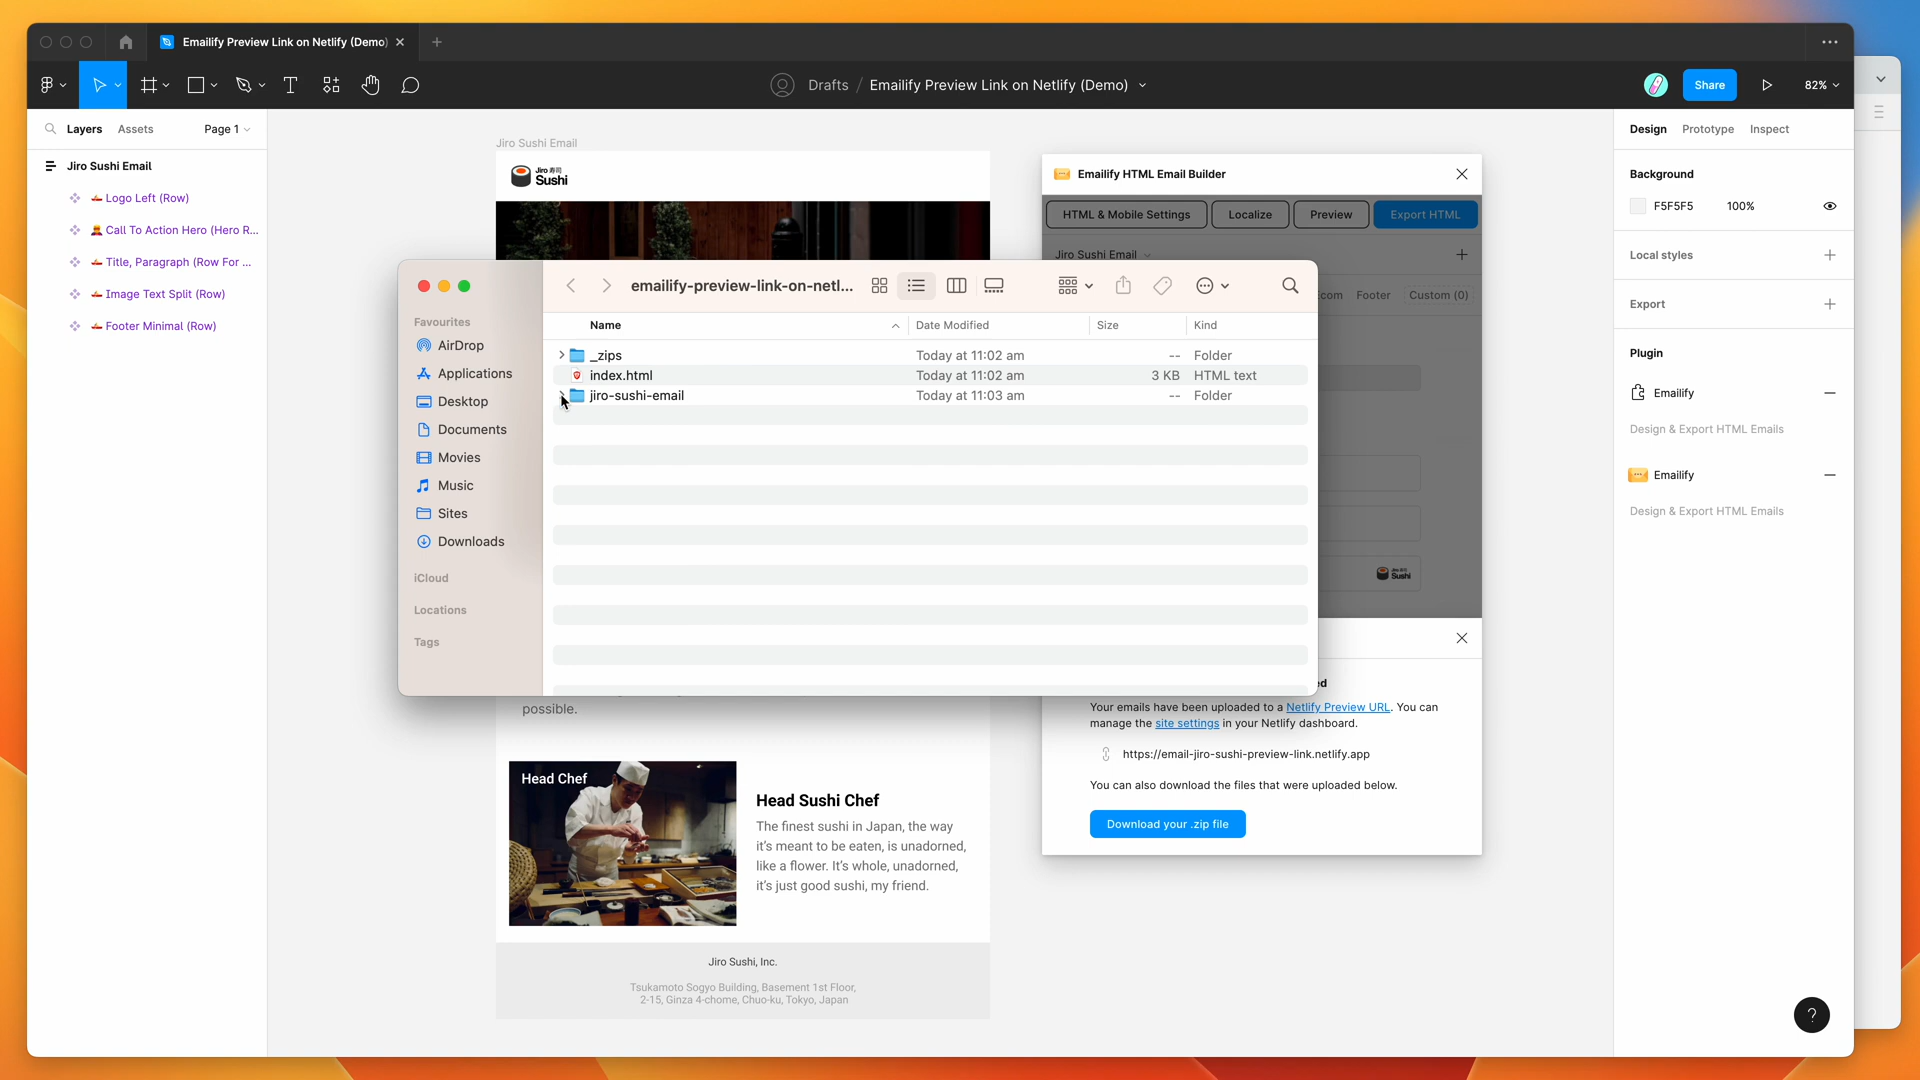 Emailify Preview Link on Netlify (Demo)
Drafts / Emailify Preview Link on Netlify (Demo)
Share
82%
Layers
Assets
Page 1
Jiro Sushi Email
Logo Left (Row)
Call To Action Hero (Hero R...
Title, Paragraph (Row For ...
Image Text Split (Row)
Footer Minimal (Row)
Jiro Sushi Email
Jiro 寿司
Sushi
Emailify HTML Email Builder
HTML & Mobile Settings
Localize
Preview
Export HTML
Jiro Sushi Email
com
Footer
Custom (0)
emailify-preview-link-on-netl...
Favourites
AirDrop
Applications
Desktop
Documents
Movies
Music
Sites
Downloads
iCloud
Locations
Tags
Name
Date Modified
Size
Kind
_zips
Today at 11:02 am
--
Folder
index.html
Today at 11:02 am
3 KB
HTML text
jiro-sushi-email
Today at 11:03 am
--
Folder
Jiro 寿司
Sushi
possible.
Head Chef
Head Sushi Chef
The finest sushi in Japan, the way
it's meant to be eaten, is unadorned,
like a flower. It's whole, unadorned,
it's just good sushi, my friend.
Jiro Sushi, Inc.
Tsukamoto Sogyo Building, Basement 1st Floor,
2-15, Ginza 4-chome, Chuo-ku, Tokyo, Japan
ed
Your emails have been uploaded to a Netlify Preview URL. You can
manage the site settings in your Netlify dashboard.
https://email-jiro-sushi-preview-link.netlify.app
You can also download the files that were uploaded below.
Download your .zip file
Design
Prototype
Inspect
Background
F5F5F5
100%
Local styles
Export
Plugin
Emailify
Design & Export HTML Emails
Emailify
Design & Export HTML Emails
?